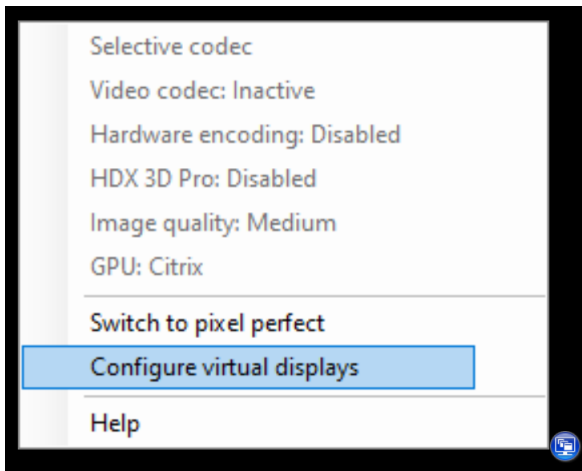 Selective codec
Video codec: Inactive
Hardware encoding: Disabled
HDX 3D Pro: Disabled
Image quality: Medium
GPU: Citrix
Switch to pixel perfect
Configure virtual displays
Help